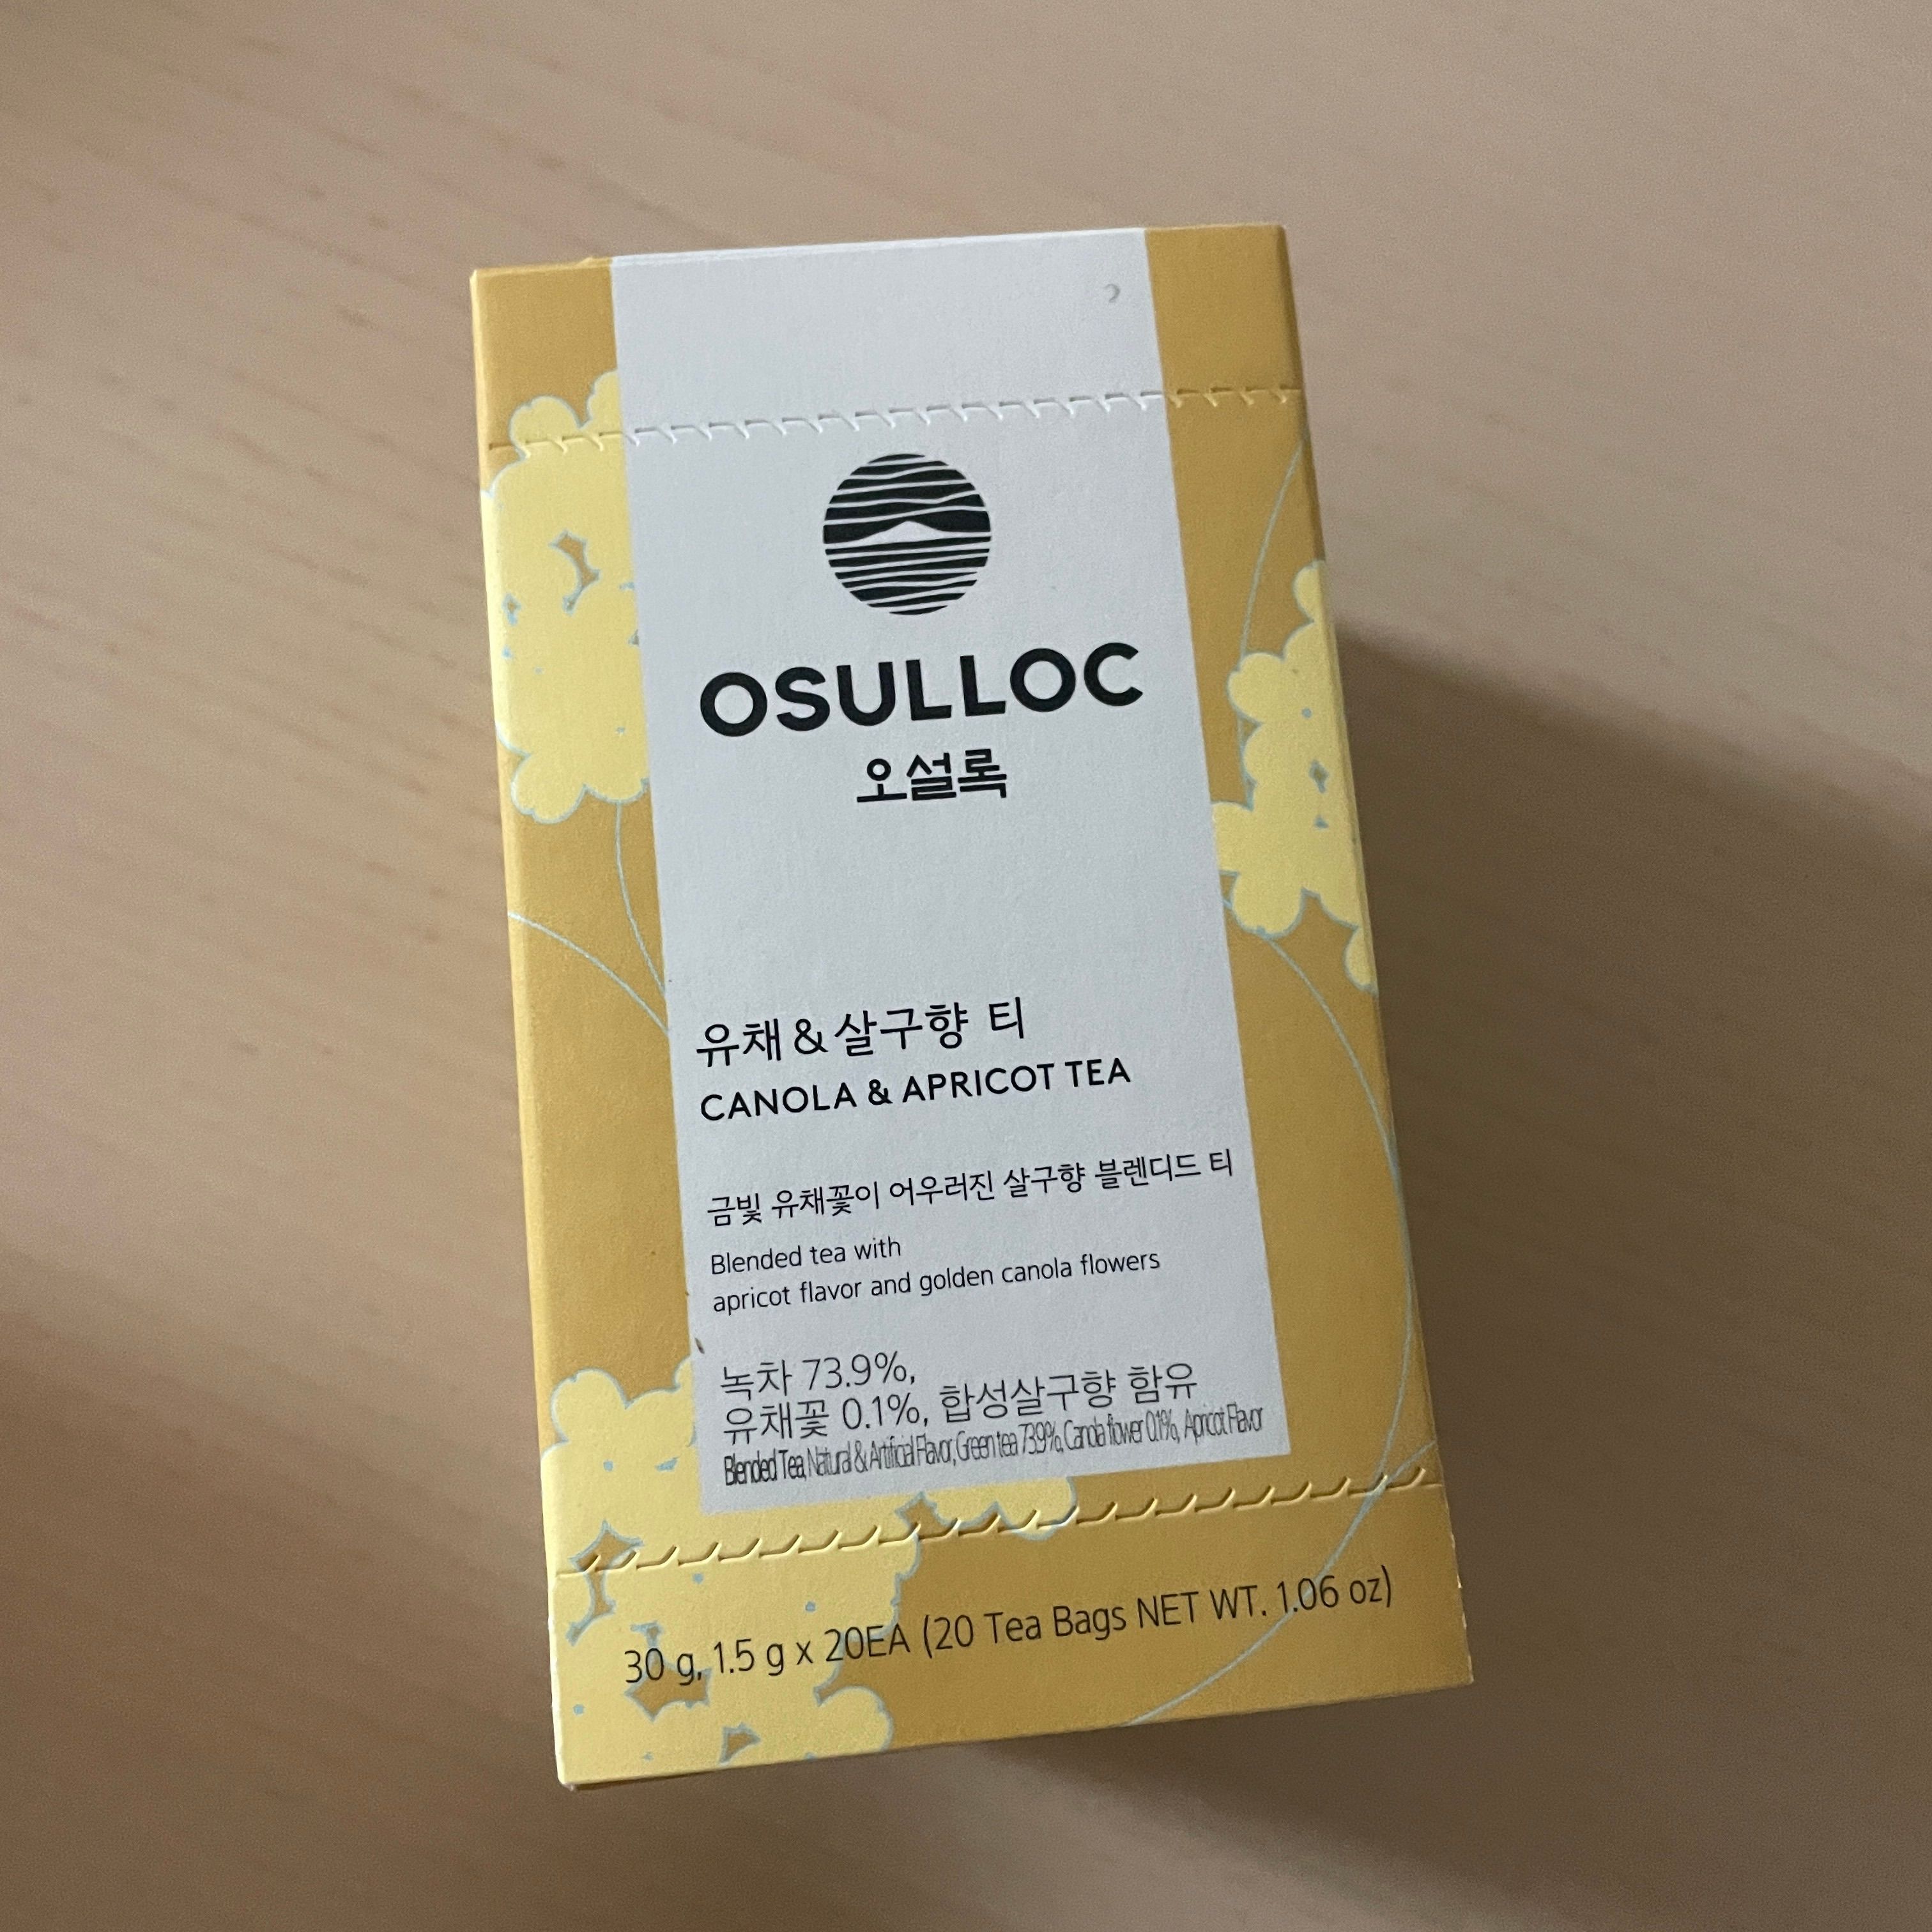 OSULLOC
오설록
유채&살구향 티
CANOLA & APRICOT TEA
금빛 유채꽃이 어우러진 살구향 블렌디드 티
Blended tea with
apricot flavor and golden canola flowers
녹차 73.9%,
유채꽃 0.1%, 합성살구향 함유
Blended Tea, Natural & Artificial Flavor, Green tea 73.9%, Canola flower 0.1%, Apricot Flavor
30 g, 1.5 g x 20EA (20 Tea Bags NET WT. 1.06 oz)